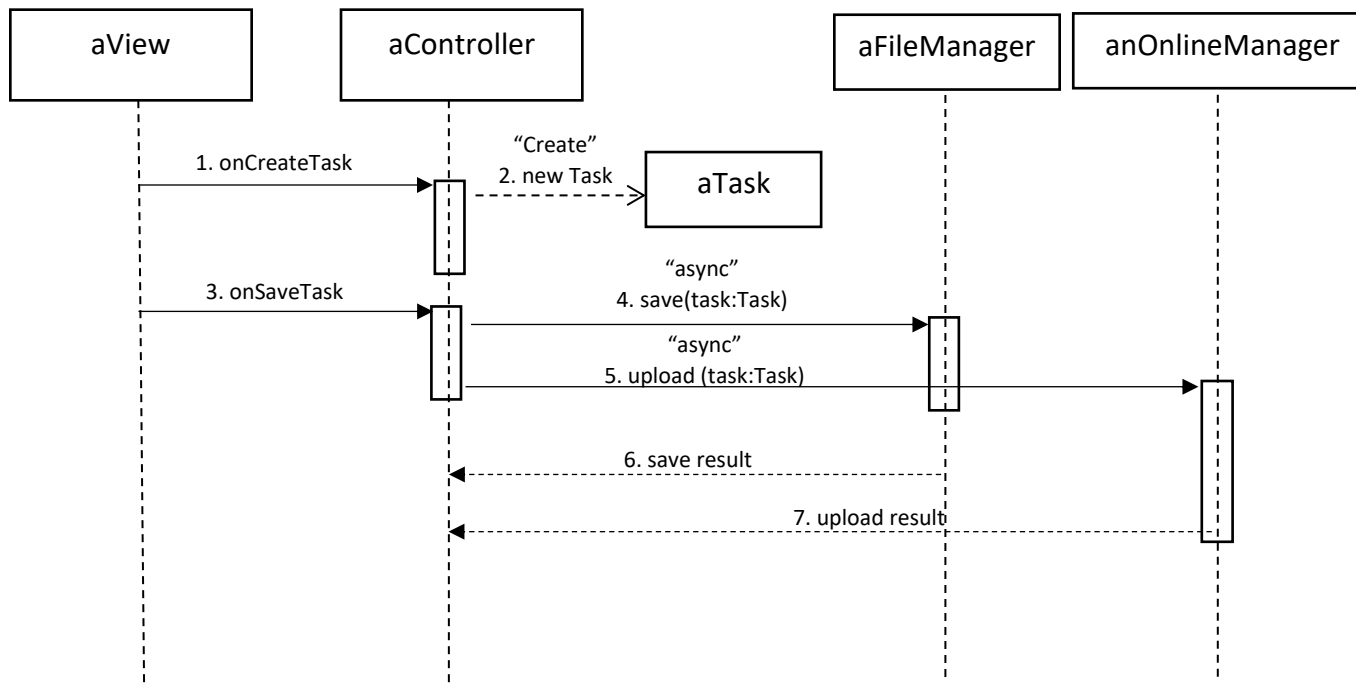 aView
aController
aFileManager
anOnlineManager
“Create”
1. onCreateTask
2. new Task
aTask
“async”
3. onSaveTask
4. save(task:Task)
“async”
5. upload (task:Task)
6. save result
7. upload result